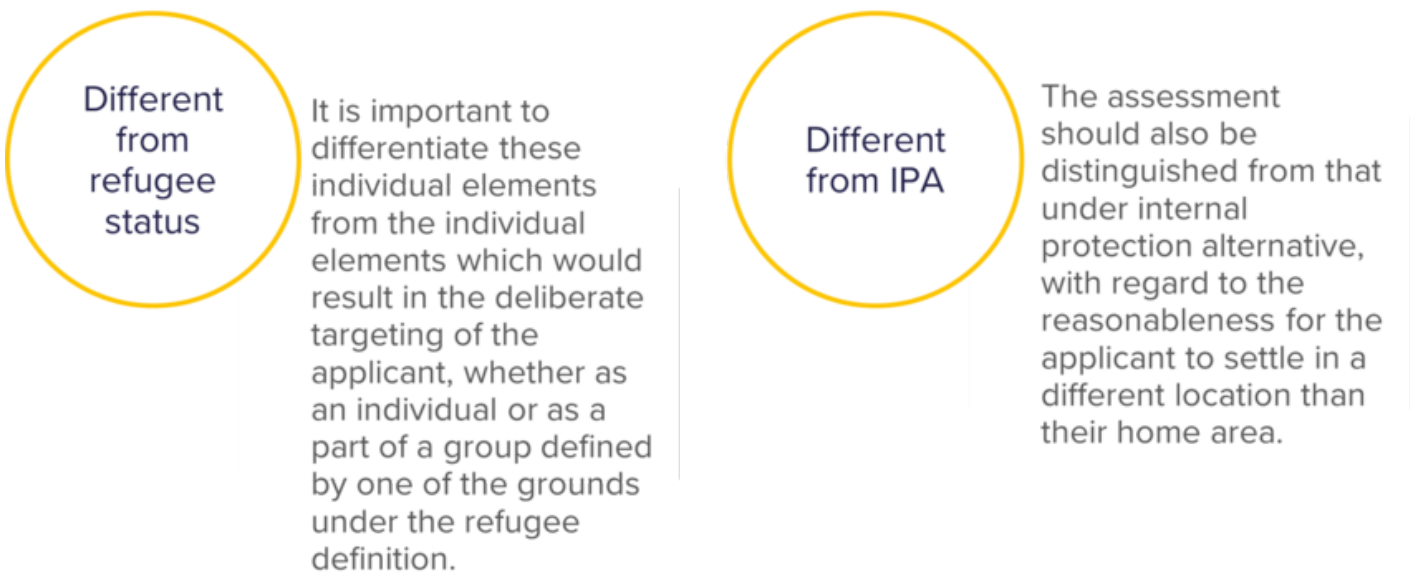 Different
from
refugee
status
It is important to
differentiate these
individual elements
from the individual
elements which would
result in the deliberate
targeting of the
applicant, whether as
an individual or as a
part of a group defined
by one of the grounds
under the refugee
definition.
Different
from IPA
The assessment
should also be
distinguished from that
under internal
protection alternative,
with regard to the
reasonableness for the
applicant to settle in a
different location than
their home area.